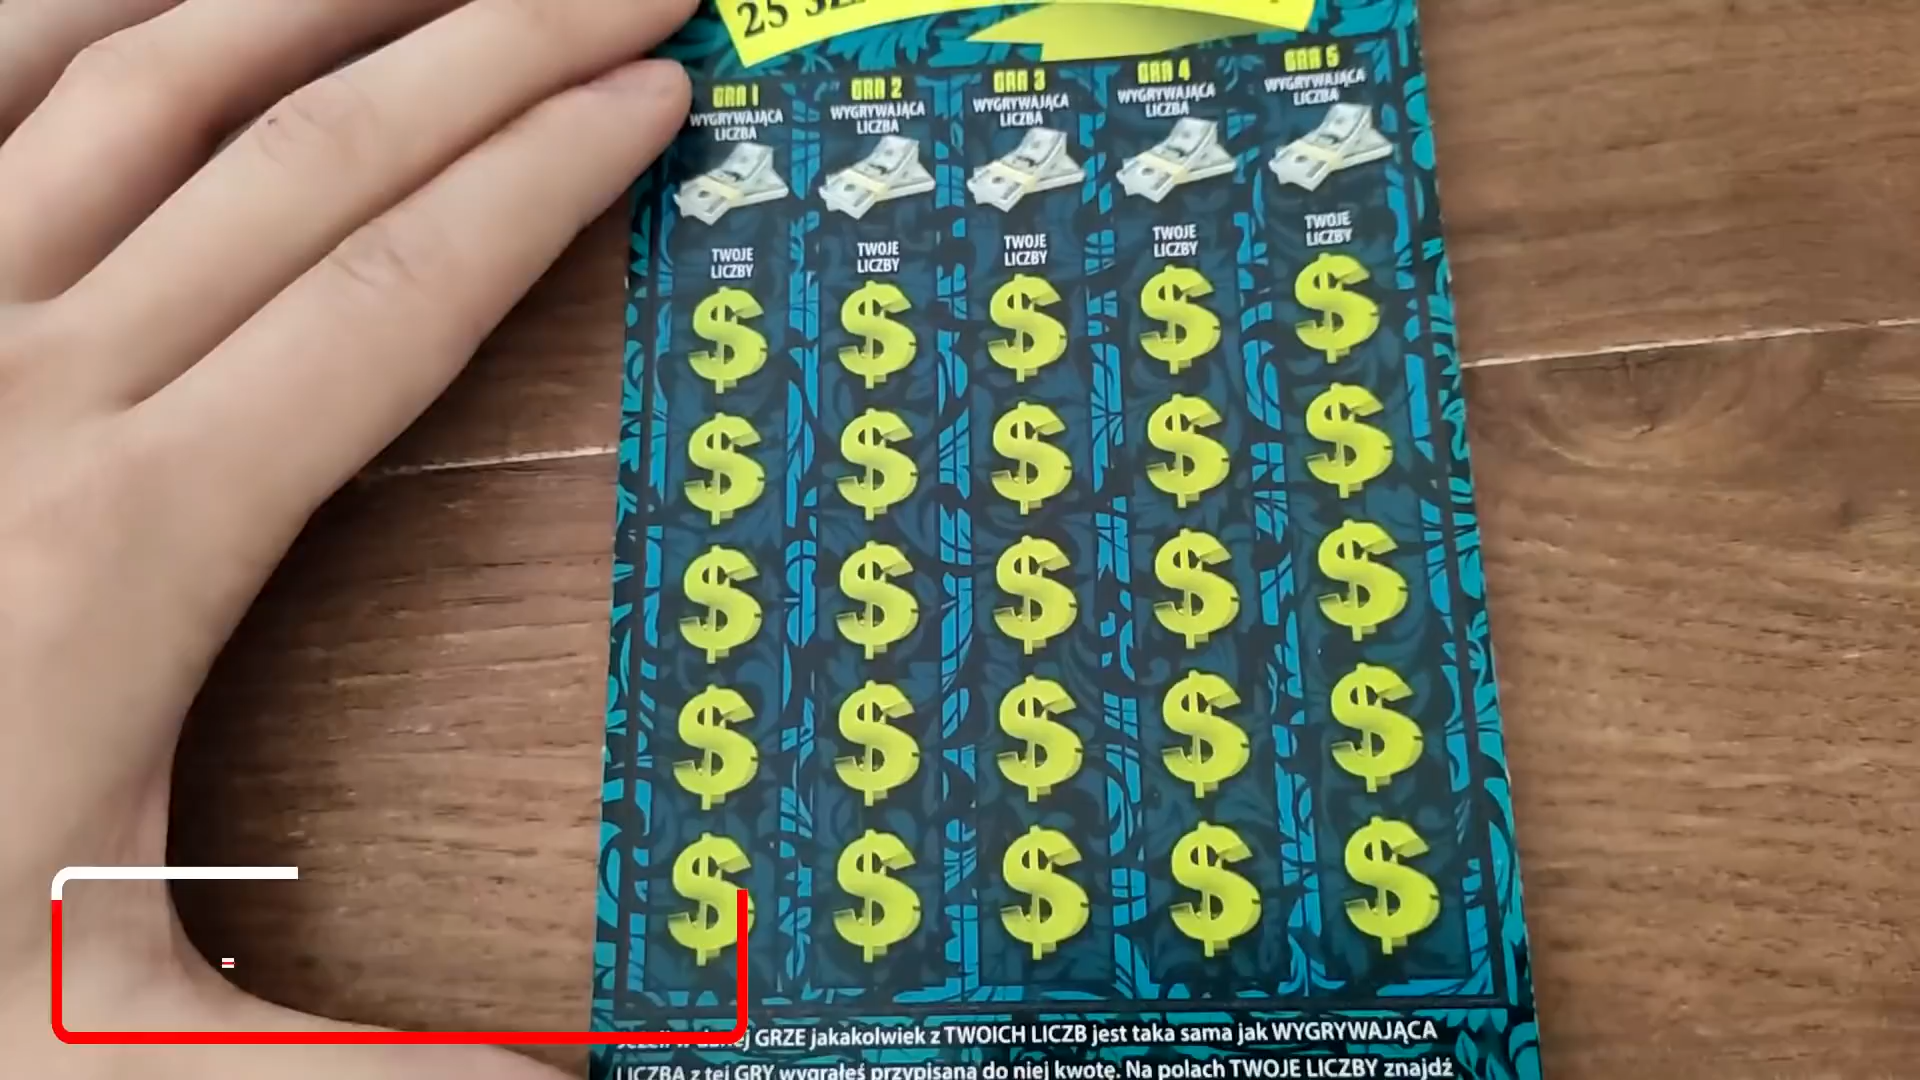 25
GRA 1
WYGRYWAJĄCA
LICZBA
GRA 2
WYGRYWAJĄCA
LICZBA
GRA 3
WYGRYWAJĄCA
LICZBA
GRA 4
WYGRYWAJĄCA
LICZBA
GRA 5
WYGRYWAJĄCA
LICZBA
TWOJE
LICZBY
TWOJE
LICZBY
TWOJE
LICZBY
TWOJE
LICZBY
TWOJE
LICZBY
GRZE jakakolwiek z TWOICH LICZB jest taka sama jak WYGRYWAJĄCA
LICZBA z tej GRY wygrałeś przypisaną do niej kwotę. Na polach TWOJE LICZBY znajdź